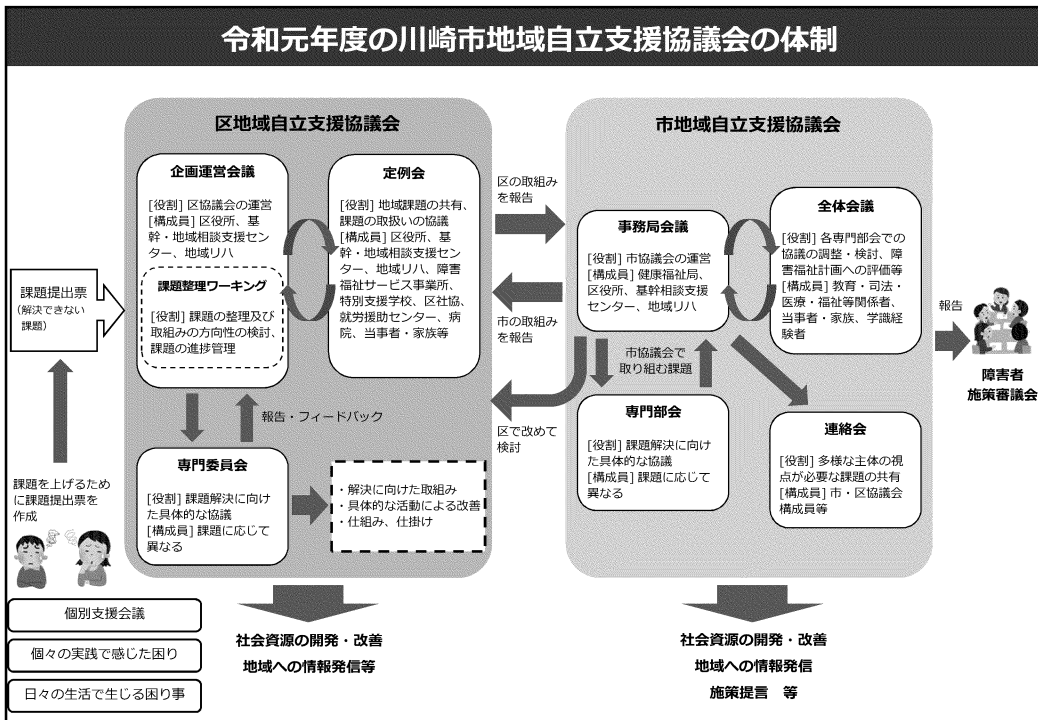 令和元年度の川崎市地域自立支援協議会の体制
区地域自立支援協議会
企画運営会議
[役割] 区協議会の運営
[構成員] 区役所、基
幹・地域相談支援セン
ター、地域リハ
課題整理ワーキング
[役割] 課題の整理及び
取組みの方向性の検討、
課題の進捗管理
定例会
[役割] 地域課題の共有、
課題の取扱いの協議
[構成員] 区役所、基
幹・地域相談支援セン
ター、地域リハ、障害
福祉サービス事業所、
特別支援学校、区社協、
就労援助センター、病
院、当事者・家族等
報告・フィードバック
専門委員会
[役割] 課題解決に向け
た具体的な協議
[構成員] 課題に応じて
異なる
・解決に向けた取組み
・具体的な活動による改善
・仕組み、仕掛け
課題提出票
(解決できない
課題)
課題を上げるため
に課題提出票を
作成
個別支援会議
個々の実践で感じた困り
日々の生活で生じる困り事
社会資源の開発・改善
地域への情報発信等
区の取組み
を報告
市の取組み
を報告
区で改めて
検討
市地域自立支援協議会
事務局会議
[役割] 市協議会の運営
[構成員] 健康福祉局、
区役所、基幹相談支援
センター、地域リハ
全体会議
[役割] 各専門部会での
協議の調整・検討、障
害福祉計画への評価等
[構成員] 教育・司法・
医療・福祉等関係者、
当事者・家族、学識経
験者
市協議会で
取り組む課題
専門部会
[役割] 課題解決に向け
た具体的な協議
[構成員] 課題に応じて
異なる
連絡会
[役割] 多様な主体の視
点が必要な課題の共有
[構成員] 市・区協議会
構成員等
報告
障害者
施策審議会
社会資源の開発・改善
地域への情報発信
施策提言　等